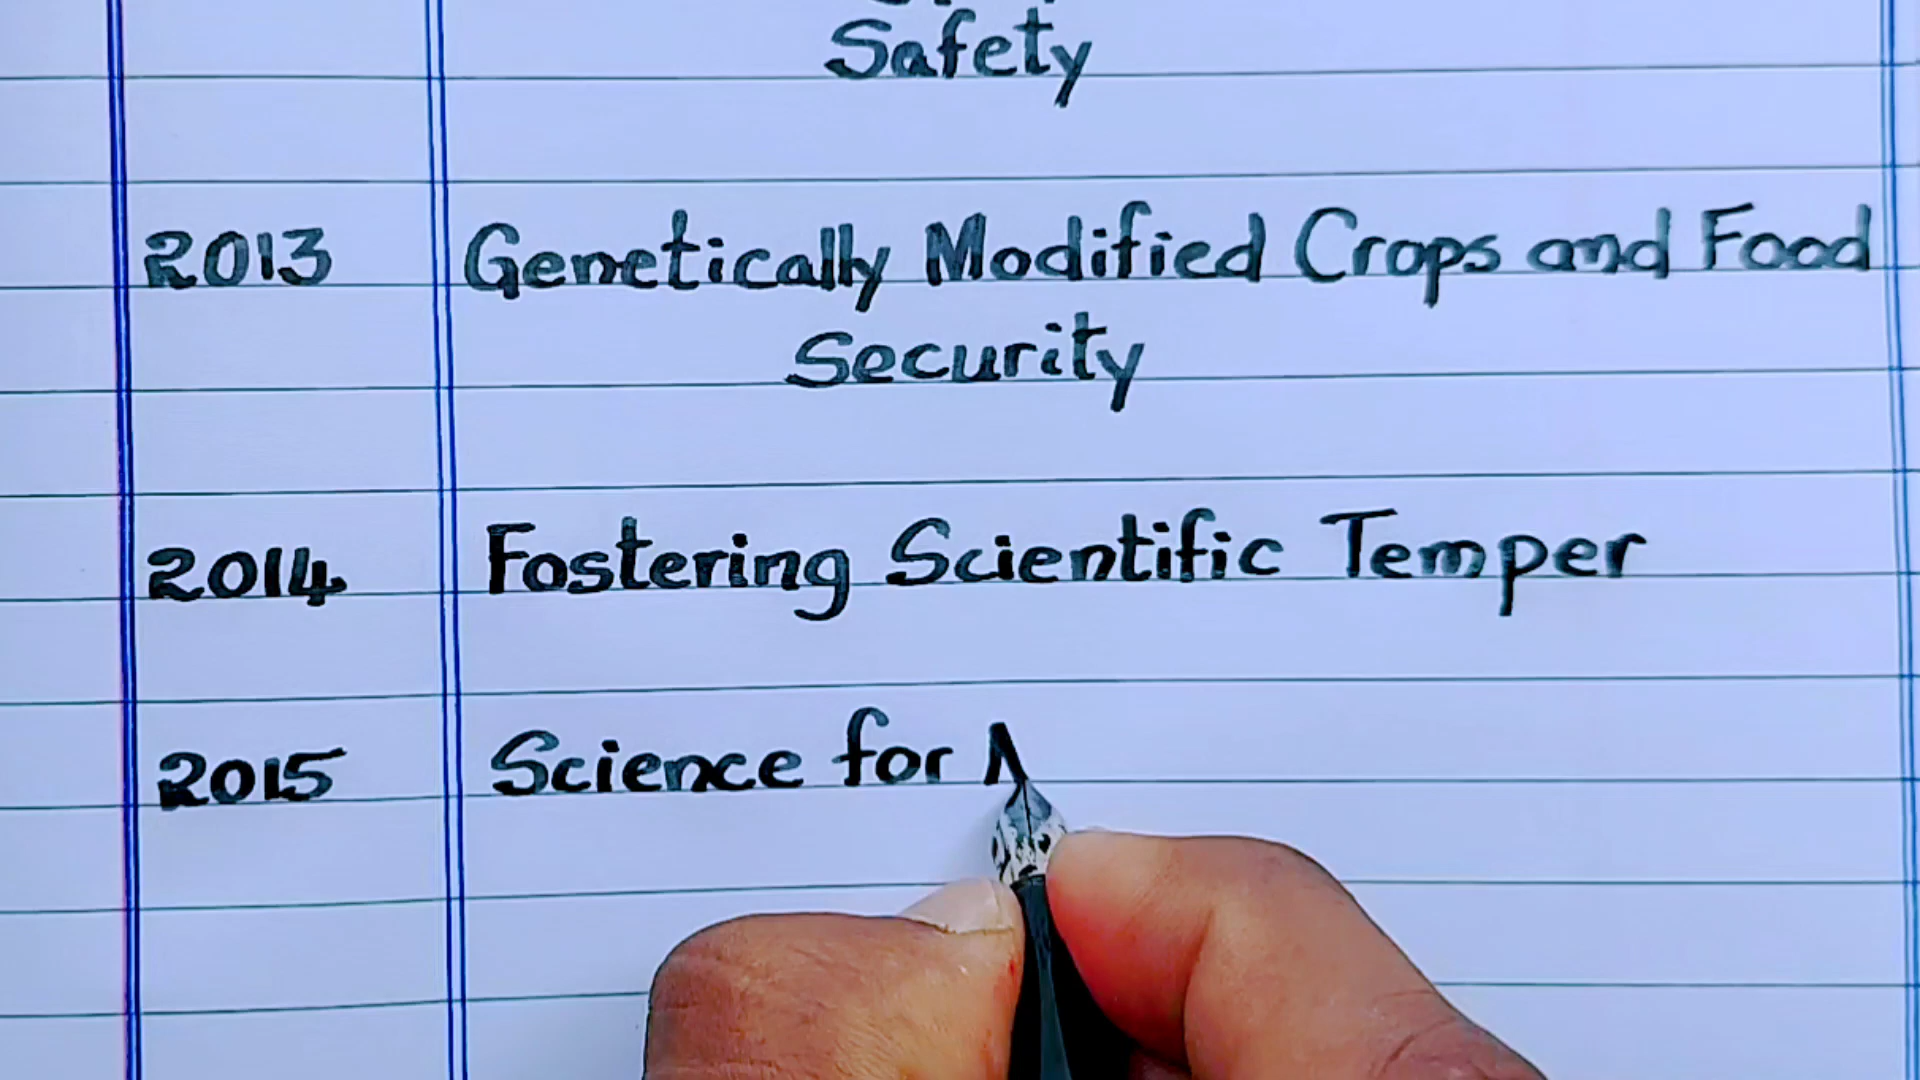 Safety
2013 Genetically Modified Crops and Food
Security
2014 Fostering Scientific Temper
2015 Science for